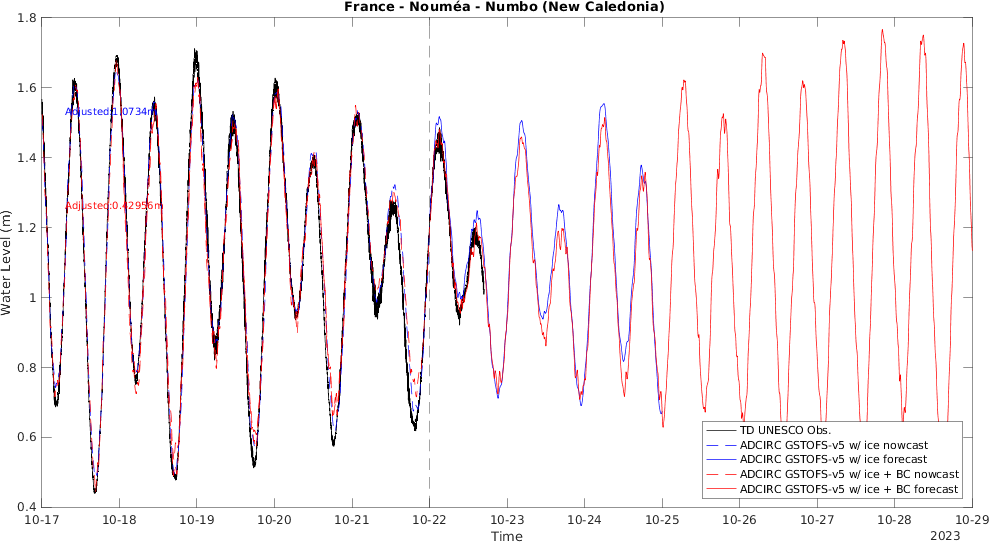 France - Nouméa - Numbo (New Caledonia)
1.8
1.6
1.4
1.2
1
0.8
0.6
0.4
Water Level (m)
Adjusted:1.0734m
Adjusted:0.42956m
TD UNESCO Obs.
ADCIRC GSTOFS-v5 w/ ice nowcast
ADCIRC GSTOFS-v5 w/ ice forecast
ADCIRC GSTOFS-v5 w/ ice + BC nowcast
ADCIRC GSTOFS-v5 w/ ice + BC forecast
10-17 10-18 10-19 10-20 10-21 10-22 10-23 10-24 10-25 10-26 10-27 10-28 10-29
Time
2023